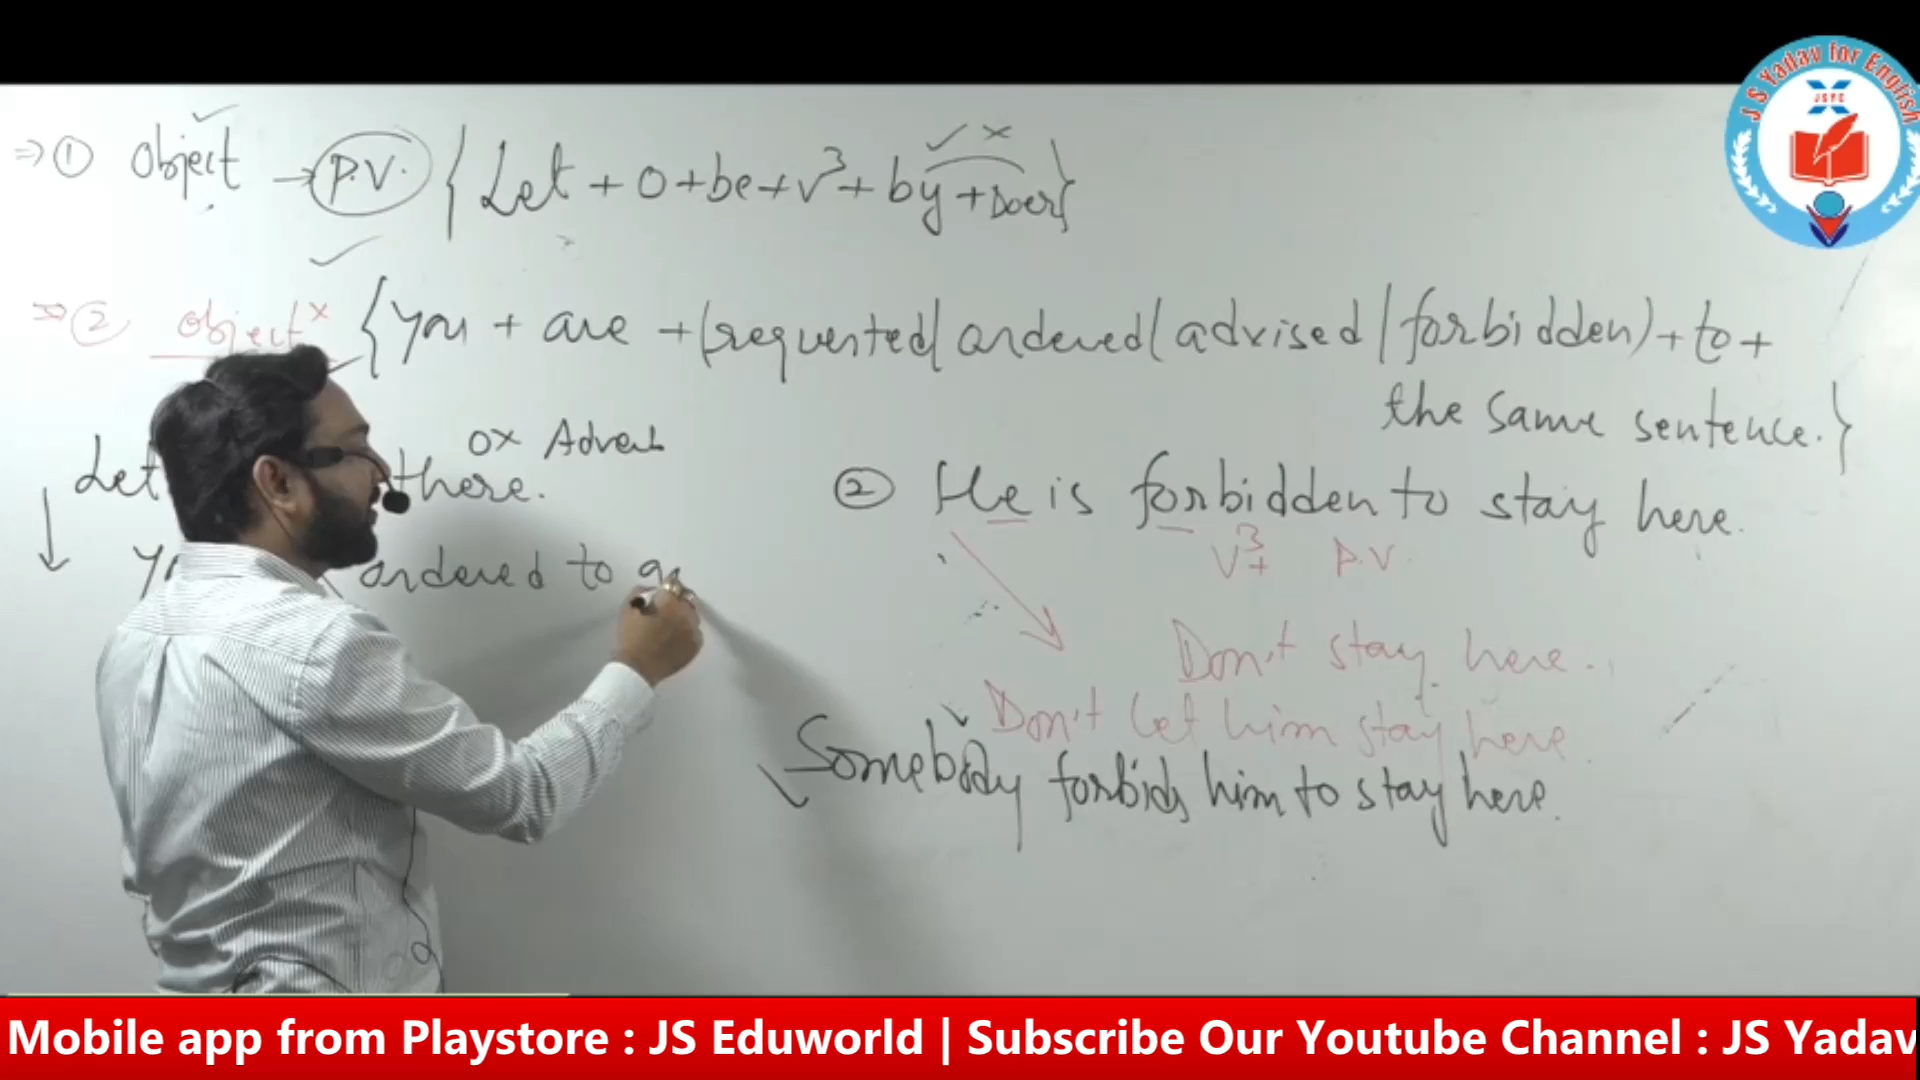 ⇒ ① Object → P.V. { Let + O + be + V³ + by + Doer }
✓ ×
⇒ ② Object × { You + are + (requested/ ordered/ advised / forbidden) + to +
the same sentence. }
O× Adverb
Let there.
② He is forbidden to stay here.
V³ P.V.
ordered to
Don't stay here.
Don't let him stay here
Somebody forbids him to stay here.
J S Yadav for English
JSYC
Mobile app from Playstore : JS Eduworld | Subscribe Our Youtube Channel : JS Yadav